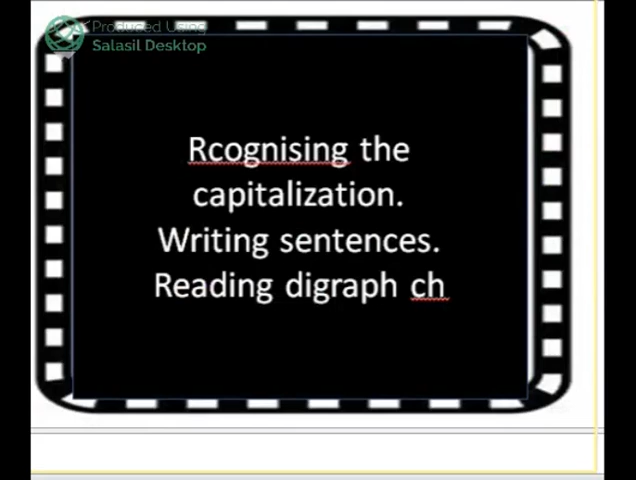 Produced Using
Salasil Desktop
Rcognising the
capitalization.
Writing sentences.
Reading digraph ch